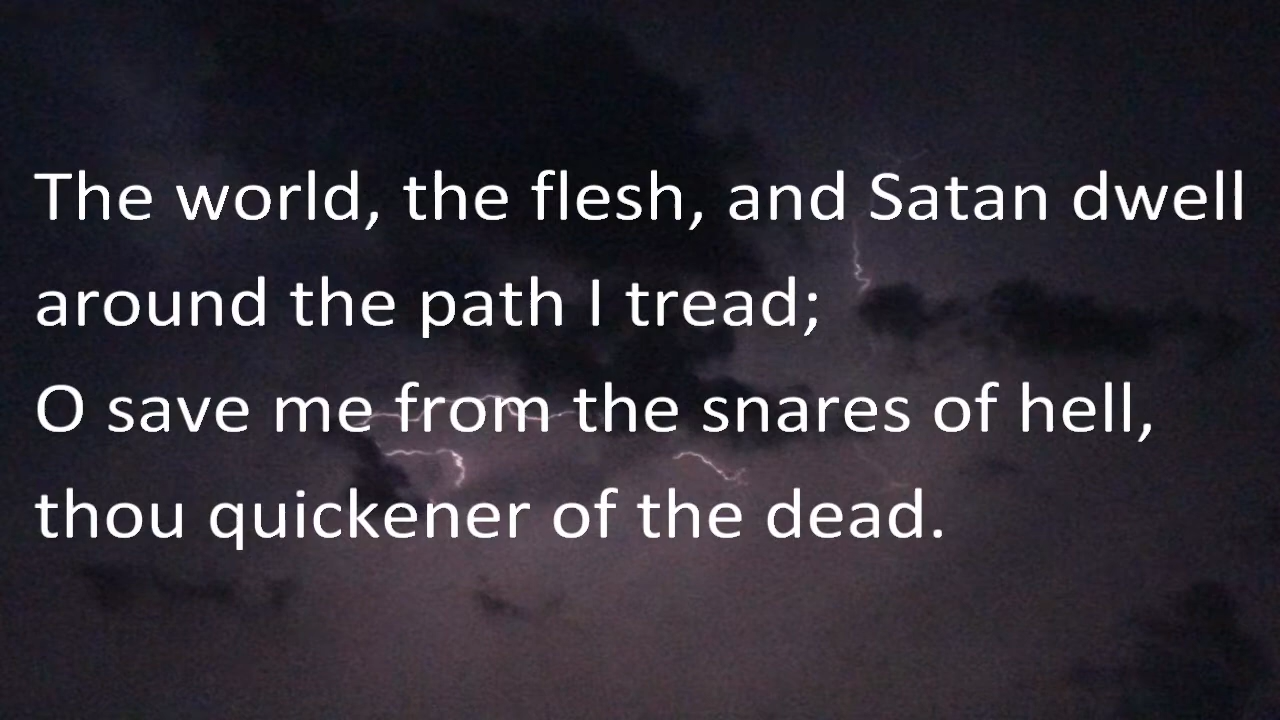 The world, the flesh, and Satan dwell
around the path I tread;
O save me from the snares of hell,
thou quickener of the dead.